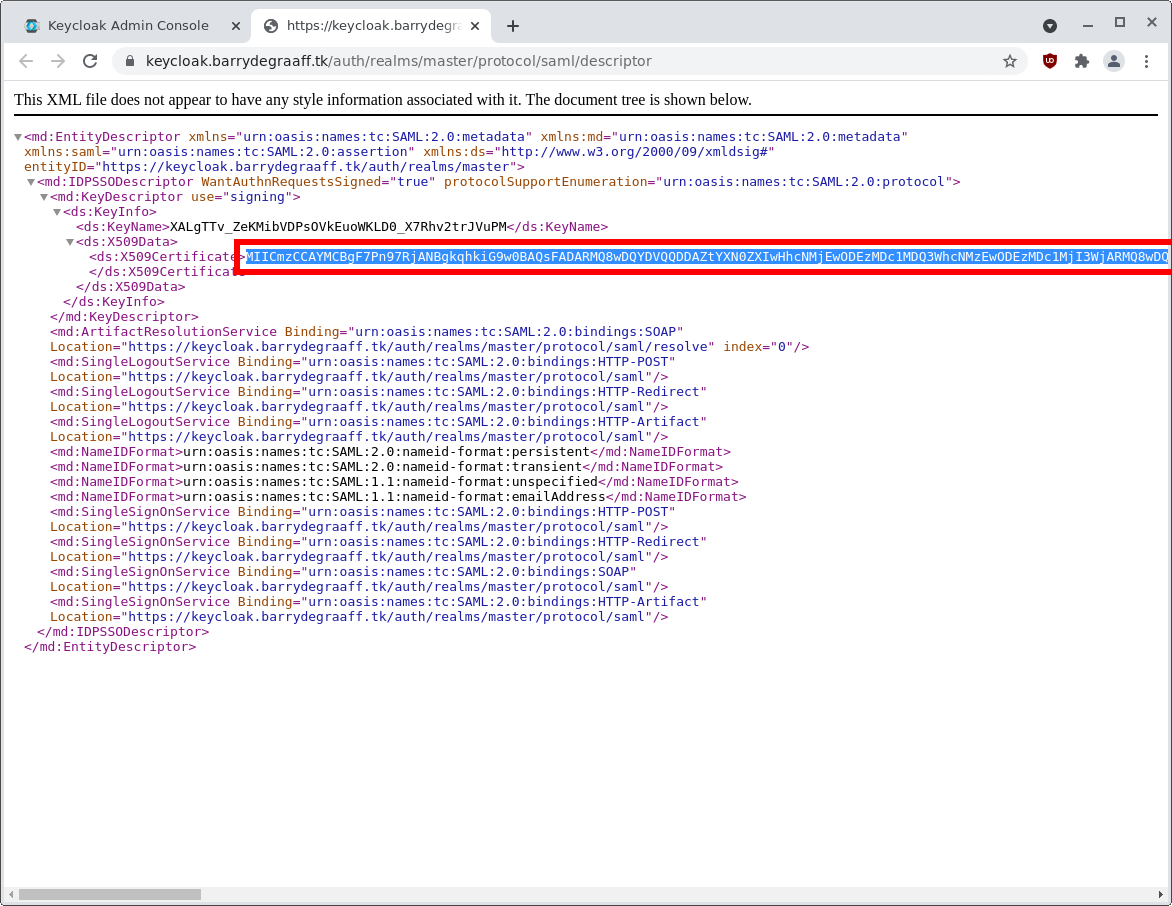 Keycloak Admin Console
https://keycloak.barrydegra
keycloak.barrydegraaff.tk/auth/realms/master/protocol/saml/descriptor
This XML file does not appear to have any style information associated with it. The document tree is shown below.
<md:EntityDescriptor xmlns="urn:oasis:names:tc:SAML:2.0:metadata" xmlns:md="urn:oasis:names:tc:SAML:2.0:metadata"
xmlns:saml="urn:oasis:names:tc:SAML:2.0:assertion" xmlns:ds="http://www.w3.org/2000/09/xmldsig#"
entityID="https://keycloak.barrydegraaff.tk/auth/realms/master">
<md:IDPSSODescriptor WantAuthnRequestsSigned="true" protocolSupportEnumeration="urn:oasis:names:tc:SAML:2.0:protocol">
<md:KeyDescriptor use="signing">
<ds:KeyInfo>
<ds:KeyName>XALgTTv_ZeKMibVDPsOVkEuoWKLD0_X7Rhv2trJVuPM</ds:KeyName>
<ds:X509Data>
<ds:X509Certificate>MIICmzCCAYMCBgF7Pn97RjANBgkqhkiG9w0BAQsFADARMQ8wDQYDVQQDDAZtYXN0ZXIwHhcNMjEwODEzMDc1MDQ3WhcNMzEwODEzMDc1MjI3WjARMQ8wDQ
</ds:X509Certificate
</ds:X509Data>
</ds:KeyInfo>
</md:KeyDescriptor>
<md:ArtifactResolutionService Binding="urn:oasis:names:tc:SAML:2.0:bindings:SOAP"
Location="https://keycloak.barrydegraaff.tk/auth/realms/master/protocol/saml/resolve" index="0"/>
<md:SingleLogoutService Binding="urn:oasis:names:tc:SAML:2.0:bindings:HTTP-POST"
Location="https://keycloak.barrydegraaff.tk/auth/realms/master/protocol/saml"/>
<md:SingleLogoutService Binding="urn:oasis:names:tc:SAML:2.0:bindings:HTTP-Redirect"
Location="https://keycloak.barrydegraaff.tk/auth/realms/master/protocol/saml"/>
<md:SingleLogoutService Binding="urn:oasis:names:tc:SAML:2.0:bindings:HTTP-Artifact"
Location="https://keycloak.barrydegraaff.tk/auth/realms/master/protocol/saml"/>
<md:NameIDFormat>urn:oasis:names:tc:SAML:2.0:nameid-format:persistent</md:NameIDFormat>
<md:NameIDFormat>urn:oasis:names:tc:SAML:2.0:nameid-format:transient</md:NameIDFormat>
<md:NameIDFormat>urn:oasis:names:tc:SAML:1.1:nameid-format:unspecified</md:NameIDFormat>
<md:NameIDFormat>urn:oasis:names:tc:SAML:1.1:nameid-format:emailAddress</md:NameIDFormat>
<md:SingleSignOnService Binding="urn:oasis:names:tc:SAML:2.0:bindings:HTTP-POST"
Location="https://keycloak.barrydegraaff.tk/auth/realms/master/protocol/saml"/>
<md:SingleSignOnService Binding="urn:oasis:names:tc:SAML:2.0:bindings:HTTP-Redirect"
Location="https://keycloak.barrydegraaff.tk/auth/realms/master/protocol/saml"/>
<md:SingleSignOnService Binding="urn:oasis:names:tc:SAML:2.0:bindings:SOAP"
Location="https://keycloak.barrydegraaff.tk/auth/realms/master/protocol/saml"/>
<md:SingleSignOnService Binding="urn:oasis:names:tc:SAML:2.0:bindings:HTTP-Artifact"
Location="https://keycloak.barrydegraaff.tk/auth/realms/master/protocol/saml"/>
</md:IDPSSODescriptor>
</md:EntityDescriptor>